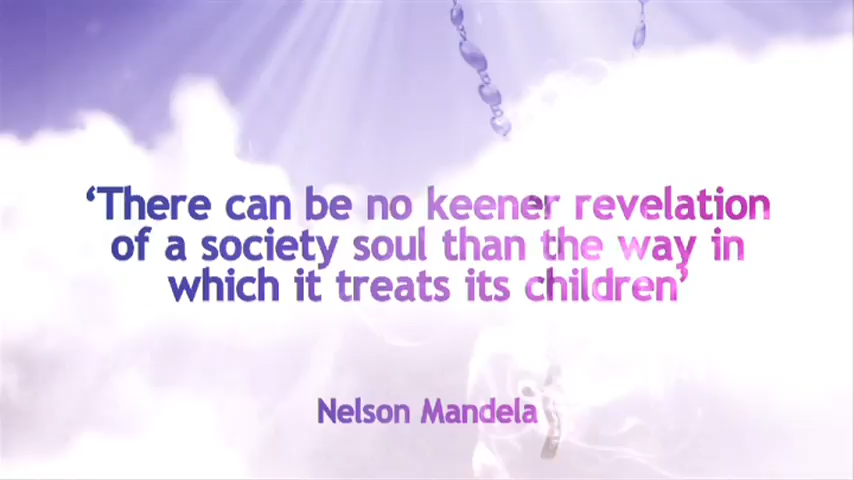 ‘There can be no keener revelation
of a society soul than the way in
which it treats its children’
Nelson Mandela